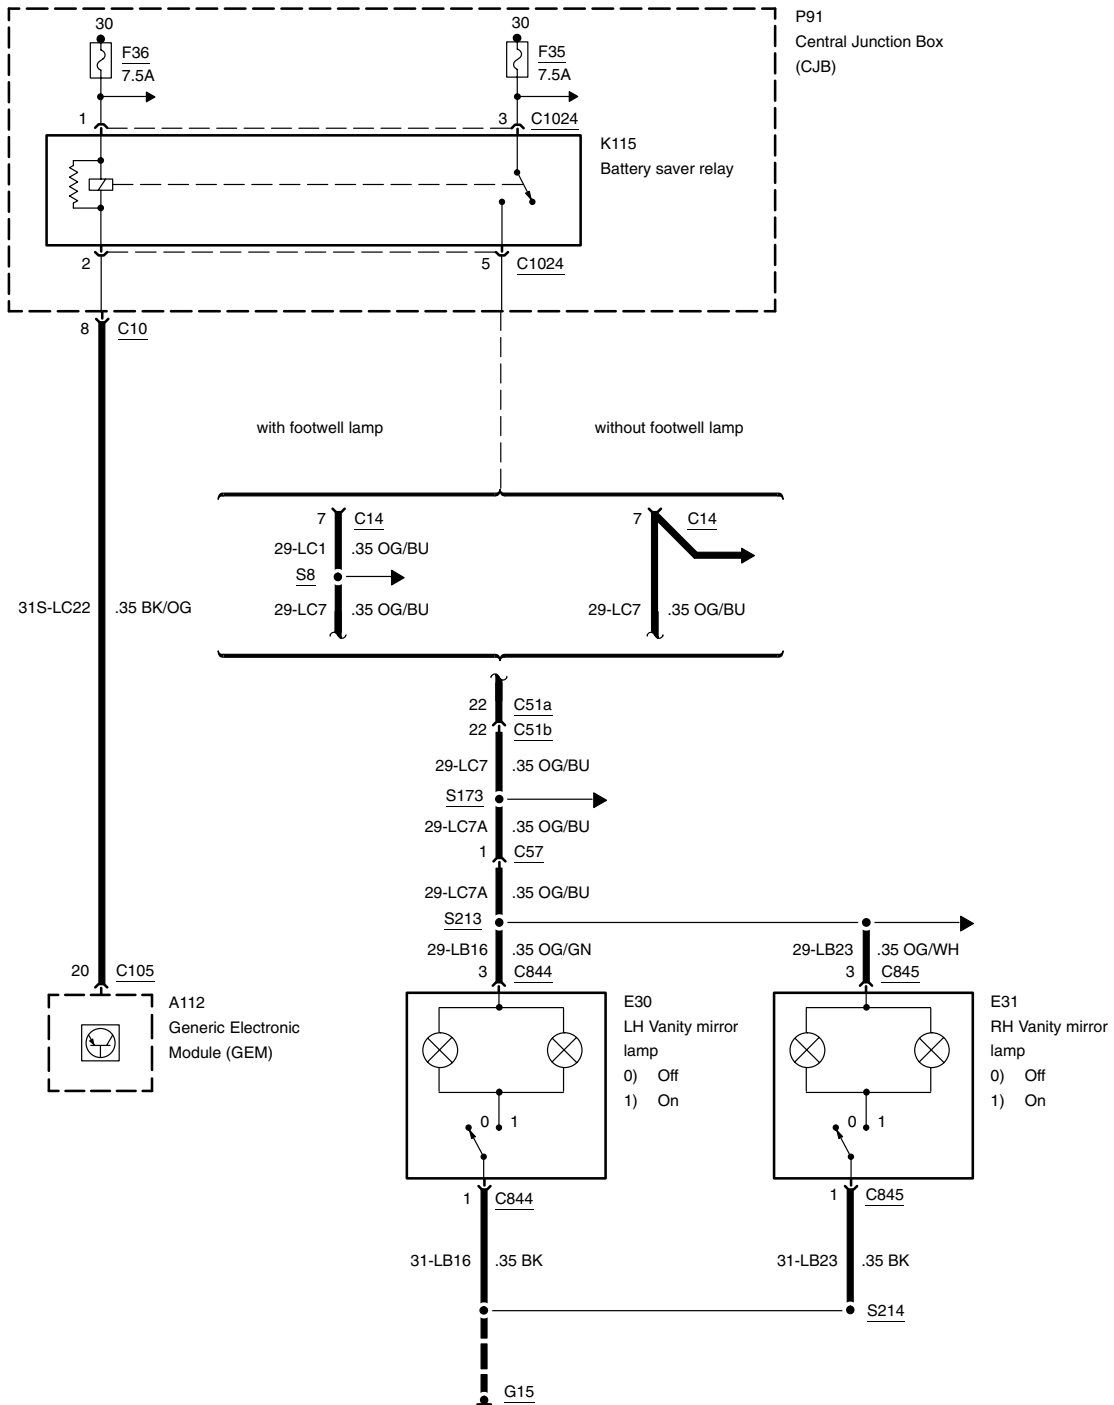 30
F36
7.5A
30
F35
7.5A
P91
Central Junction Box
(CJB)
1
3 C1024
K115
Battery saver relay
2
5 C1024
8 C10
with footwell lamp
without footwell lamp
7 C14
29-LC1 .35 OG/BU
S8
29-LC7 .35 OG/BU
7 C14
29-LC7 .35 OG/BU
31S-LC22 .35 BK/OG
22 C51a
22 C51b
29-LC7 .35 OG/BU
S173
29-LC7A .35 OG/BU
1 C57
29-LC7A .35 OG/BU
S213
29-LB16 .35 OG/GN
3 C844
29-LB23 .35 OG/WH
3 C845
20 C105
A112
Generic Electronic
Module (GEM)
E30
LH Vanity mirror
lamp
0) Off
1) On
0 1
E31
RH Vanity mirror
lamp
0) Off
1) On
0 1
1 C844
1 C845
31-LB16 .35 BK
31-LB23 .35 BK
S214
G15